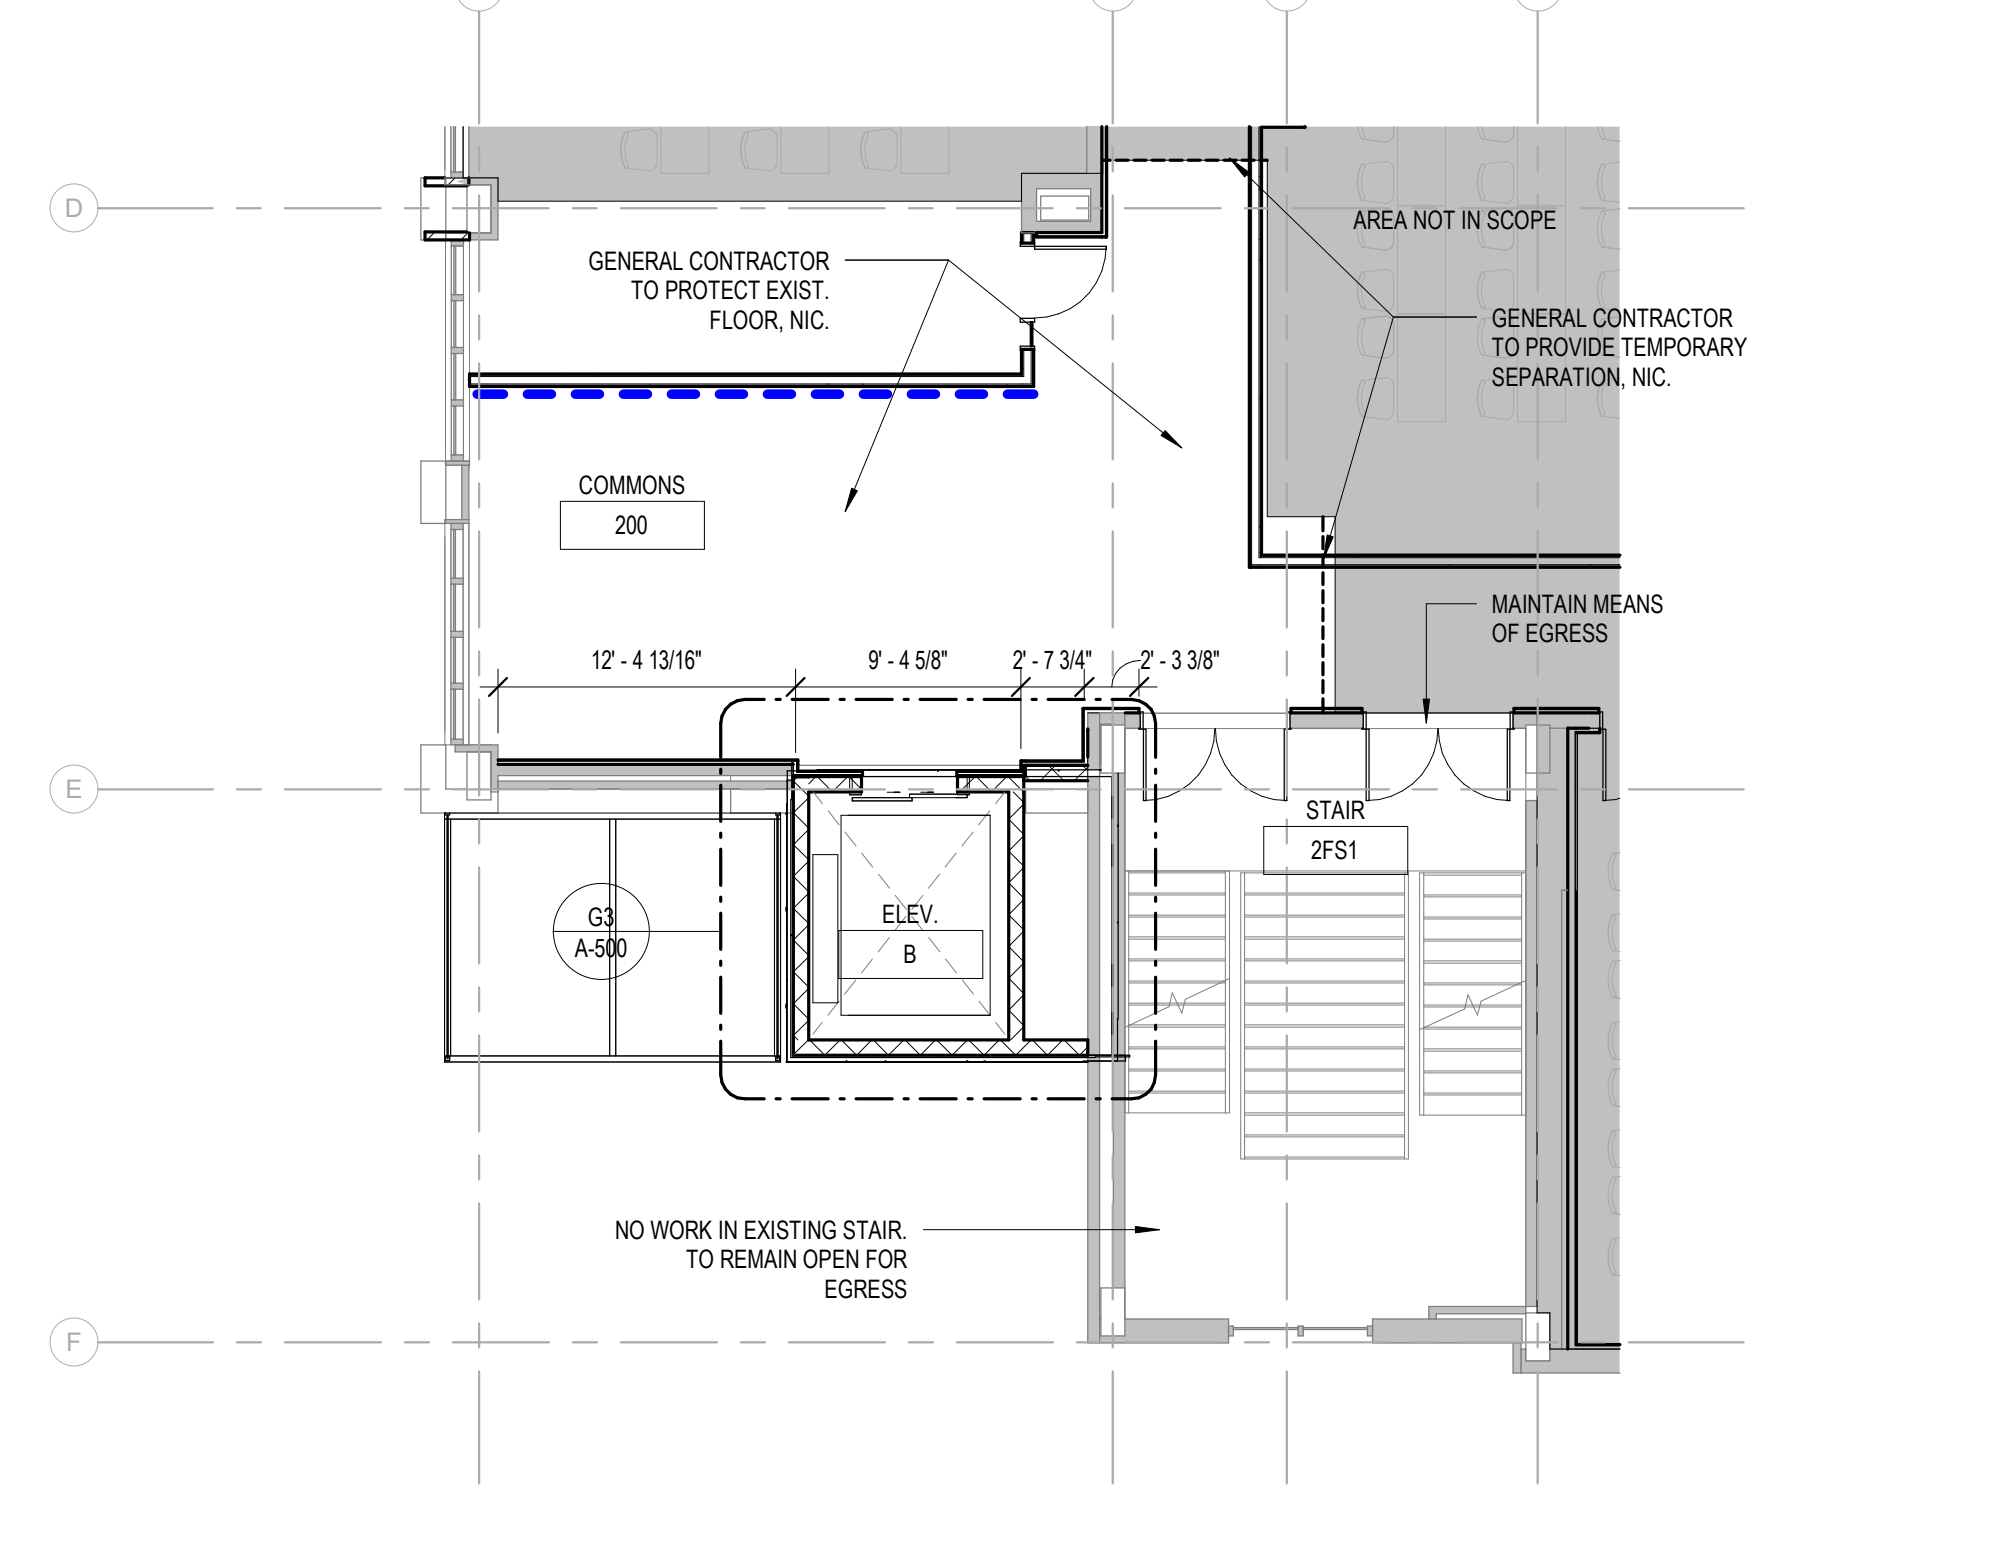 D
AREA NOT IN SCOPE
GENERAL CONTRACTOR
TO PROTECT EXIST.
FLOOR, NIC.
GENERAL CONTRACTOR
TO PROVIDE TEMPORARY
SEPARATION, NIC.
COMMONS
200
MAINTAIN MEANS
OF EGRESS
12' - 4 13/16"
9' - 4 5/8"
2' - 7 3/4"
2' - 3 3/8"
E
STAIR
2FS1
G3
A-500
ELEV.
B
NO WORK IN EXISTING STAIR.
TO REMAIN OPEN FOR
EGRESS
F